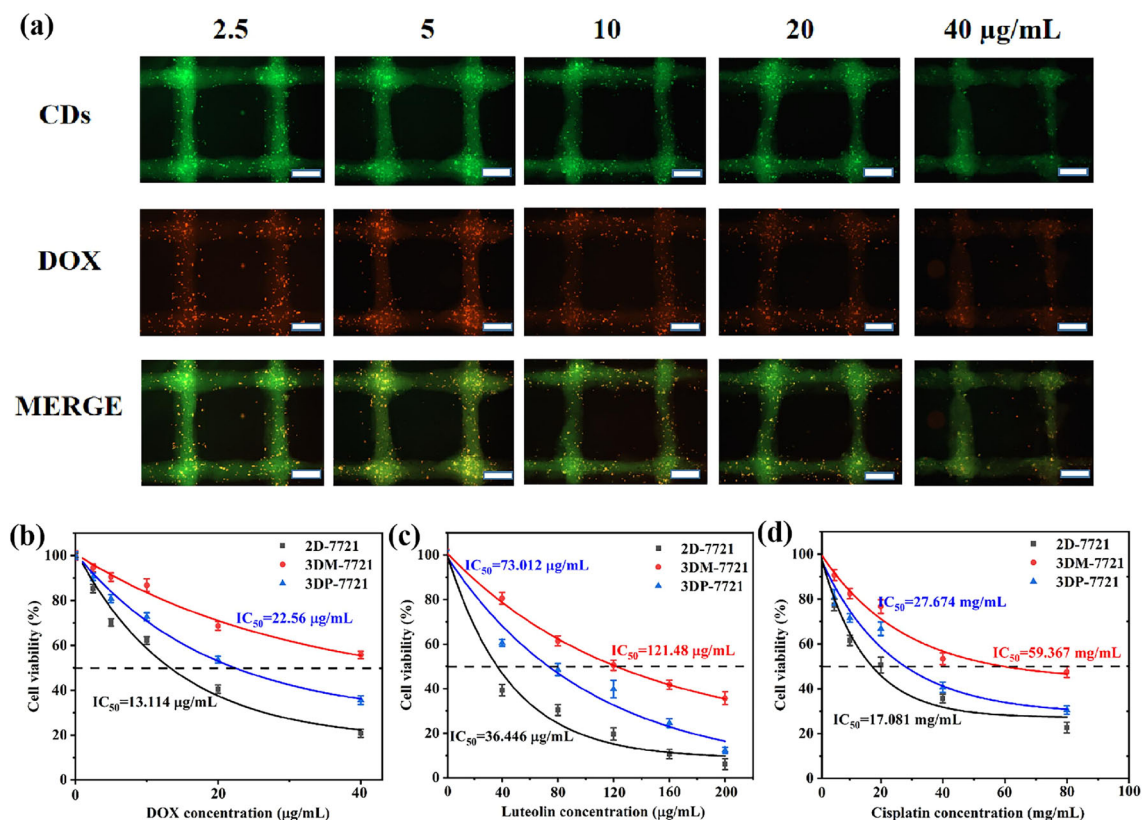 (a)
2.5 5 10 20 40 μg/mL
CDs
DOX
MERGE
(b)
2D-7721
3DM-7721
3DP-7721
IC50=22.56 μg/mL
IC50=13.114 μg/mL
Cell viability (%)
100
80
60
40
20
0
0 10 20 30 40
DOX concentration (μg/mL)
(c)
2D-7721
3DM-7721
3DP-7721
IC50=73.012 μg/mL
IC50=121.48 μg/mL
IC50=36.446 μg/mL
Cell viability (%)
100
80
60
40
20
0
0 40 80 120 160 200
Luteolin concentration (μg/mL)
(d)
2D-7721
3DM-7721
3DP-7721
IC50=27.674 mg/mL
IC50=59.367 mg/mL
IC50=17.081 mg/mL
Cell viability (%)
100
80
60
40
20
0
0 20 40 60 80 100
Cisplatin concentration (mg/mL)